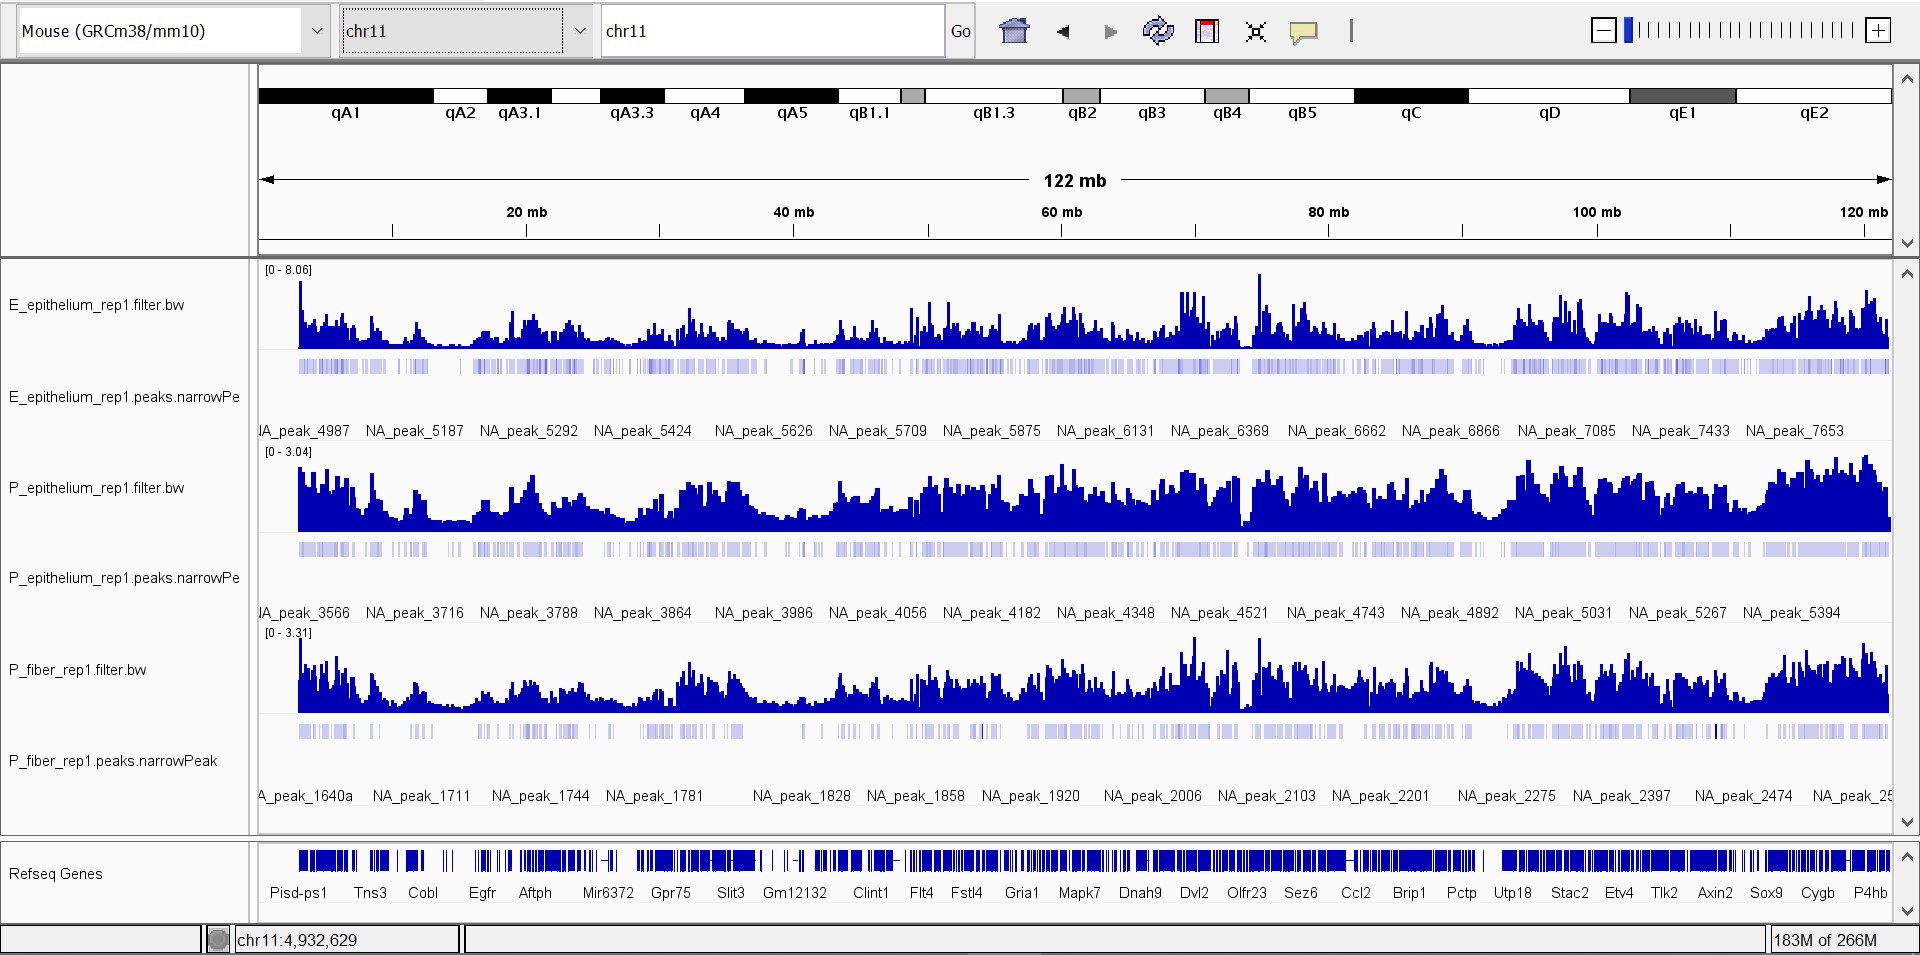 Mouse (GRCm38/mm10) chr11 chr11 Go
qA1 qA2 qA3.1 qA3.3 qA4 qA5 qB1.1 qB1.3 qB2 qB3 qB4 qB5 qC qD qE1 qE2
122 mb
20 mb 40 mb 60 mb 80 mb 100 mb 120 mb
[0 - 8.06]
E_epithelium_rep1.filter.bw
E_epithelium_rep1.peaks.narrowPe
NA_peak_4987 NA_peak_5187 NA_peak_5292 NA_peak_5424 NA_peak_5626 NA_peak_5709 NA_peak_5875 NA_peak_6131 NA_peak_6369 NA_peak_6662 NA_peak_6866 NA_peak_7085 NA_peak_7433 NA_peak_7653
[0 - 3.04]
P_epithelium_rep1.filter.bw
P_epithelium_rep1.peaks.narrowPe
NA_peak_3566 NA_peak_3716 NA_peak_3788 NA_peak_3864 NA_peak_3986 NA_peak_4056 NA_peak_4182 NA_peak_4348 NA_peak_4521 NA_peak_4743 NA_peak_4892 NA_peak_5031 NA_peak_5267 NA_peak_5394
[0 - 3.31]
P_fiber_rep1.filter.bw
P_fiber_rep1.peaks.narrowPeak
A_peak_1640a NA_peak_1711 NA_peak_1744 NA_peak_1781 NA_peak_1828 NA_peak_1858 NA_peak_1920 NA_peak_2006 NA_peak_2103 NA_peak_2201 NA_peak_2275 NA_peak_2397 NA_peak_2474 NA_peak_25
Refseq Genes
Pisd-ps1 Tns3 Cobl Egfr Aftph Mir6372 Gpr75 Slit3 Gm12132 Clint1 Flt4 Fstl4 Gria1 Mapk7 Dnah9 Dvl2 Olfr23 Sez6 Ccl2 Brip1 Pctp Utp18 Stac2 Etv4 Tlk2 Axin2 Sox9 Cygb P4hb
chr11:4,932,629 183M of 266M